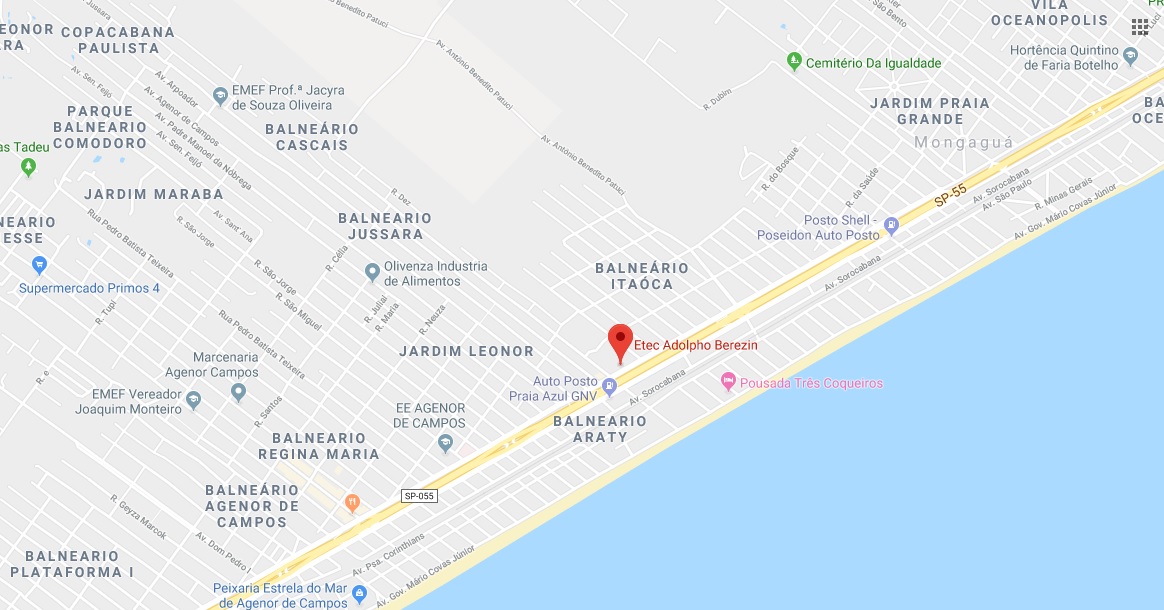 Jussara
Benedito Patuci
SP-
R. São Bento
VILA
OCEANOPOLIS
EONOR
ARA
COPACABANA
PAULISTA
Av. Antônio Benedito Patuci
Hortência Quintino
de Faria Botelho
Cemitério Da Igualdade
Av. Sen. Feijo
Av. Arpoador
Av. Agenor de Campos
Av. Padre Manoel da Nóbrega
Av. Sen. Feijó
EMEF Prof.ª Jacyra
de Souza Oliveira
R. Dubim
JARDIM PRAIA
GRANDE
BA
OCE
PARQUE
BALNEARIO
COMODORO
BALNEÁRIO
CASCAIS
Mongaguá
as Tadeu
Av. Antônio Benedito Patuci
R. do Bosque
R. da Saúde
SP-55
Av. Sorocabana
Av. São Paulo
R. Minas Gerais
Av. Gov. Mário Covas Júnior
JARDIM MARABA
R. Dez
NEARIO
ESSE
Rua Pedro Batista Teixeira
R. São Jorge
Av. Sant' Ana
BALNEARIO
JUSSARA
Posto Shell -
Poseidon Auto Posto
R. Célia
Olivenza Industria
de Alimentos
BALNEÁRIO
ITAÓCA
Av. Sorocabana
Supermercado Primos 4
R. São Jorge
R. São Miguel
R. Tupi
R. Juliai
R. Maria
R. Neuza
Rua Pedro Batista Teixeira
Etec Adolpho Berezin
JARDIM LEONOR
Marcenaria
Agenor Campos
R. e
EMEF Vereador
Joaquim Monteiro
R. Santos
Auto Posto
Praia Azul GNV
Av. Sorocabana
Pousada Três Coqueiros
EE AGENOR
DE CAMPOS
BALNEARIO
ARATY
BALNEARIO
REGINA MARIA
BALNEÁRIO
AGENOR DE
CAMPOS
SP-055
R. Geyza Marcok
Av. Dom Pedro I
BALNEARIO
PLATAFORMA I
Av. Psa. Corinthians
Av. Gov. Mário Covas Júnior
Peixaria Estrela do Mar
de Agenor de Campos